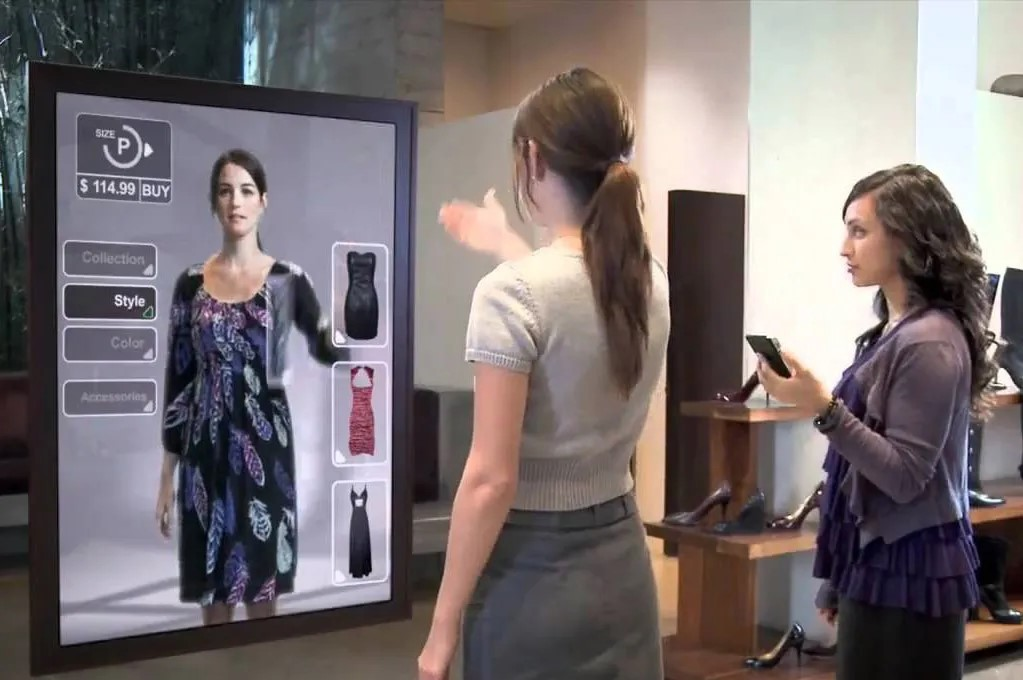 SIZE
P
$ 114.99 BUY
Collection
Style
Color
Accessories